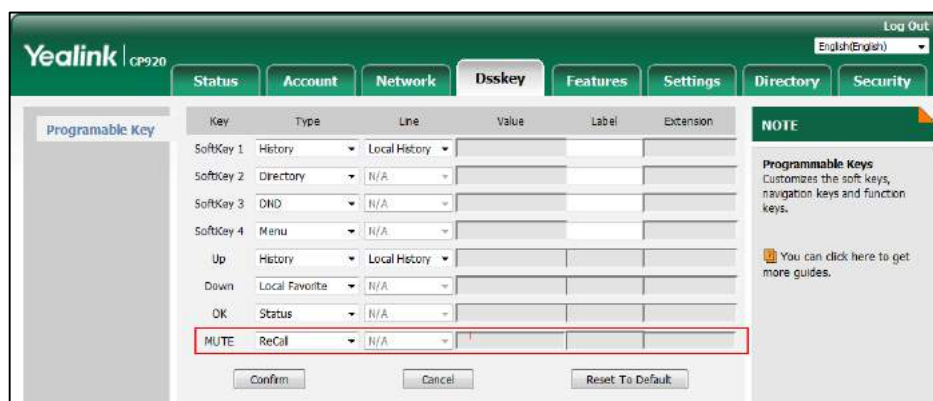 Log Out
Yealink CP920
English(English)
Status Account Network Dsskey Features Settings Directory Security
Programable Key
Key Type Line Value Label Extension
SoftKey 1 History Local History
SoftKey 2 Directory N/A
SoftKey 3 DND N/A
SoftKey 4 Menu N/A
Up History Local History
Down Local Favorite N/A
OK Status N/A
MUTE ReCall N/A
Confirm Cancel Reset To Default
NOTE
Programmable Keys
Customizes the soft keys,
navigation keys and function
keys.
You can click here to get
more guides.